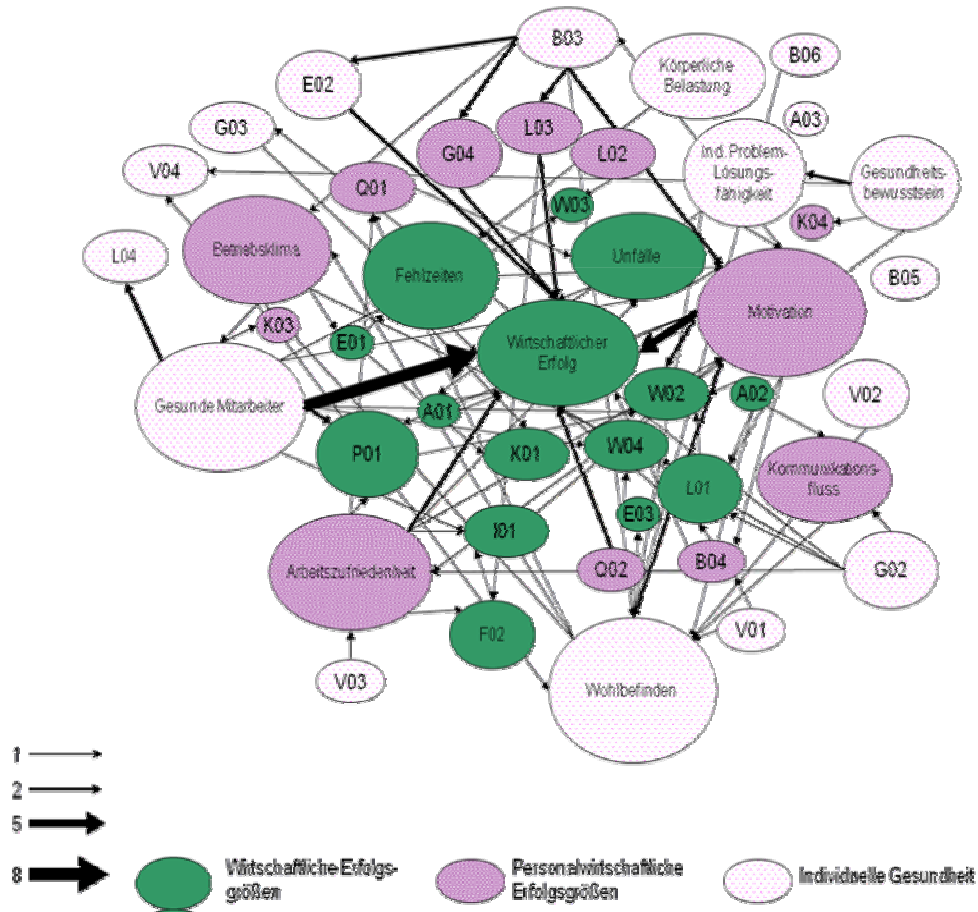 B03
B06
E02
Körperliche
Belastung
A03
G03
L03
G04
L02
Ind. Problem-
Lösungs-
fähigkeit
Gesundheits-
bewusstsein
V04
Q01
W03
K04
Betriebsklima
Unfälle
L04
Fehlzeiten
B05
K03
E01
Motivation
Wirtschaftlicher
Erfolg
Gesunde Mitarbeiter
A01
W02
A02
V02
P01
K01
W04
Kommunikations-
fluss
L01
E03
I01
Arbeitszufriedenheit
Q02
B04
G02
F02
V01
V03
Wohlbefinden
1
2
5
8
Wirtschaftliche Erfolgs-
größen
Personalwirtschaftliche
Erfolgsgrößen
Individuelle Gesundheit